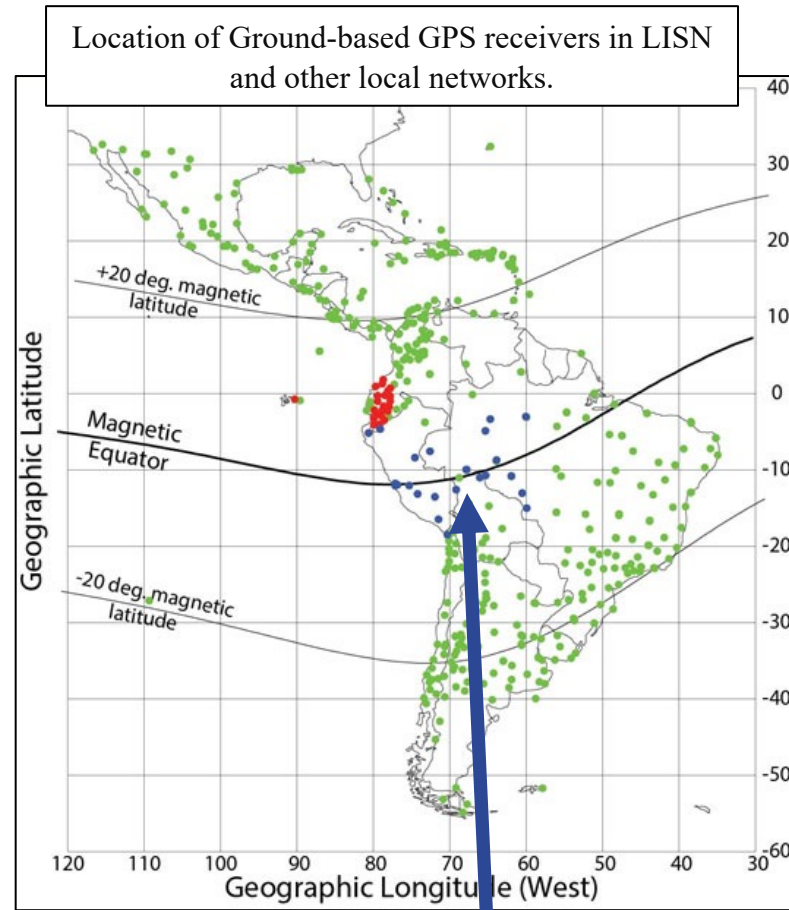 Location of Ground-based GPS receivers in LISN
and other local networks.
40
30
20
10
0
-10
-20
-30
-40
-50
-60
+20 deg. magnetic
latitude
Magnetic
Equator
-20 deg. magnetic
latitude
Geographic Latitude
120 110 100 90 80 70 60 50 40 30
Geographic Longitude (West)